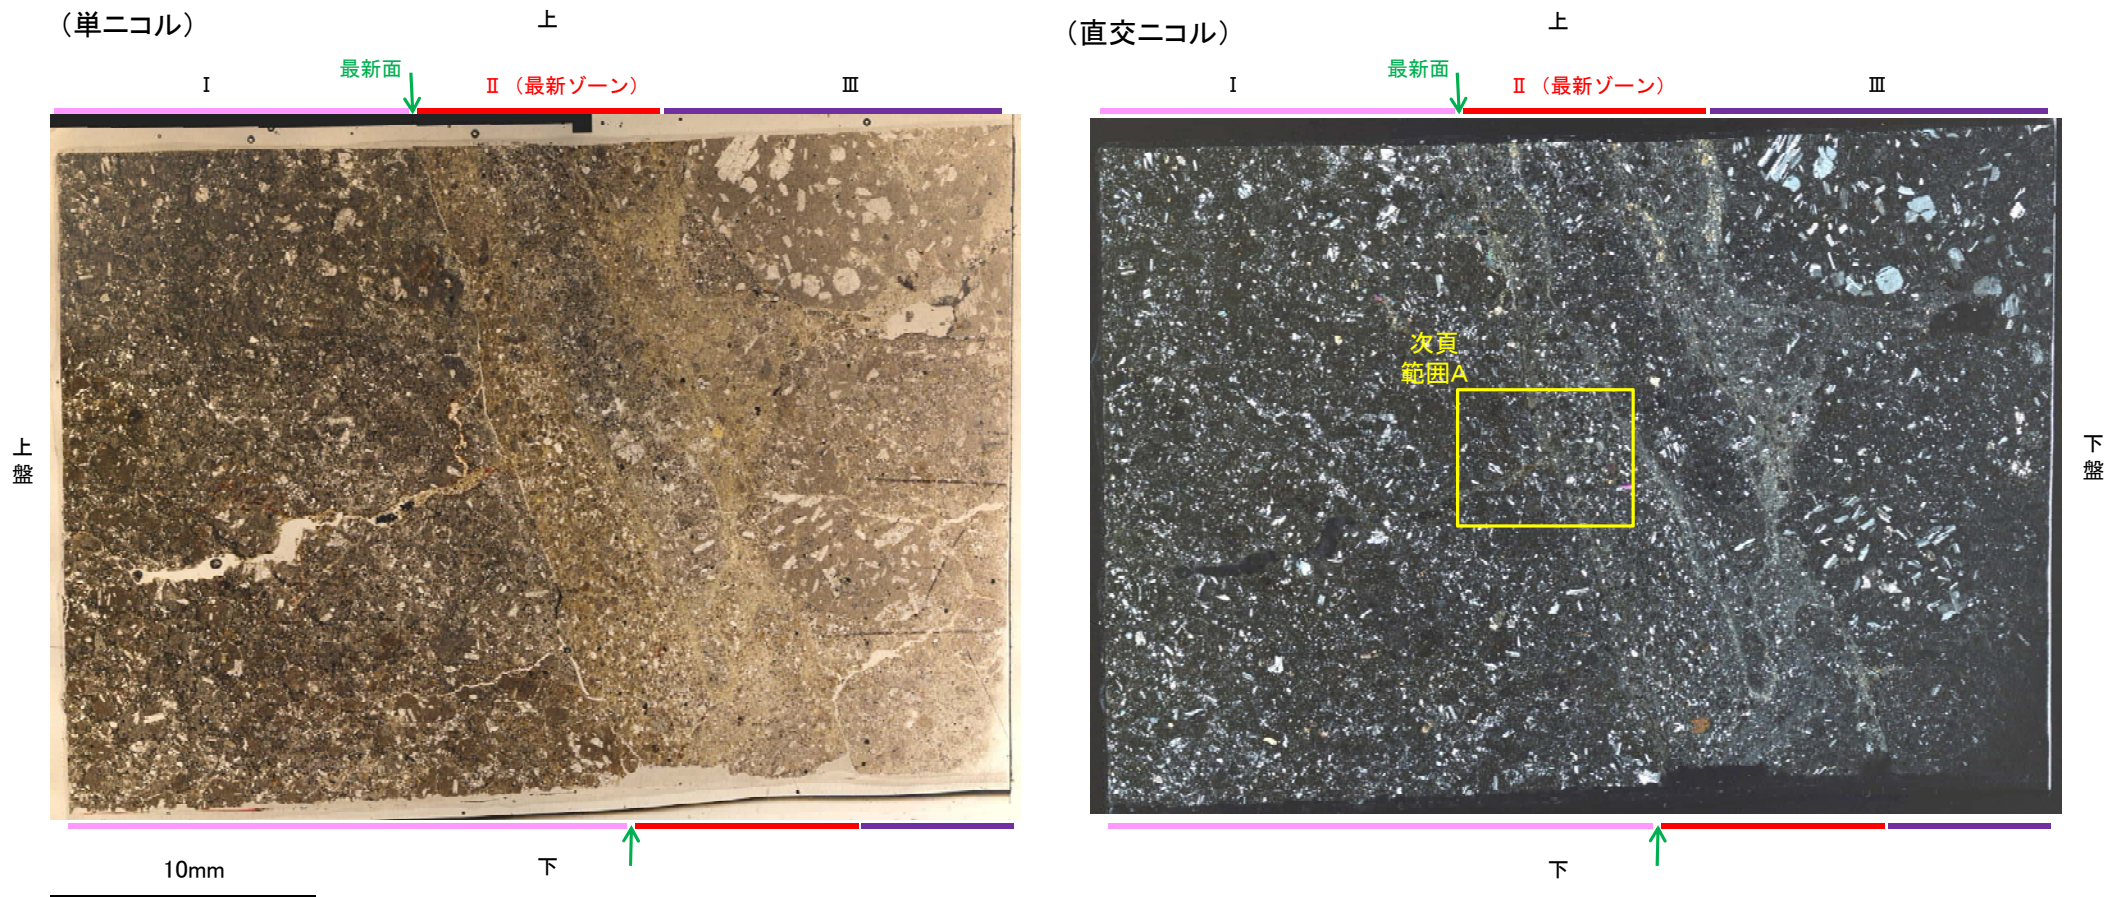 （単ニコル）
上
最新面
Ⅰ
Ⅱ（最新ゾーン）
Ⅲ
上
盤
下
10mm
（直交ニコル）
上
最新面
Ⅰ
Ⅱ（最新ゾーン）
Ⅲ
次頁
範囲A
下
盤
下